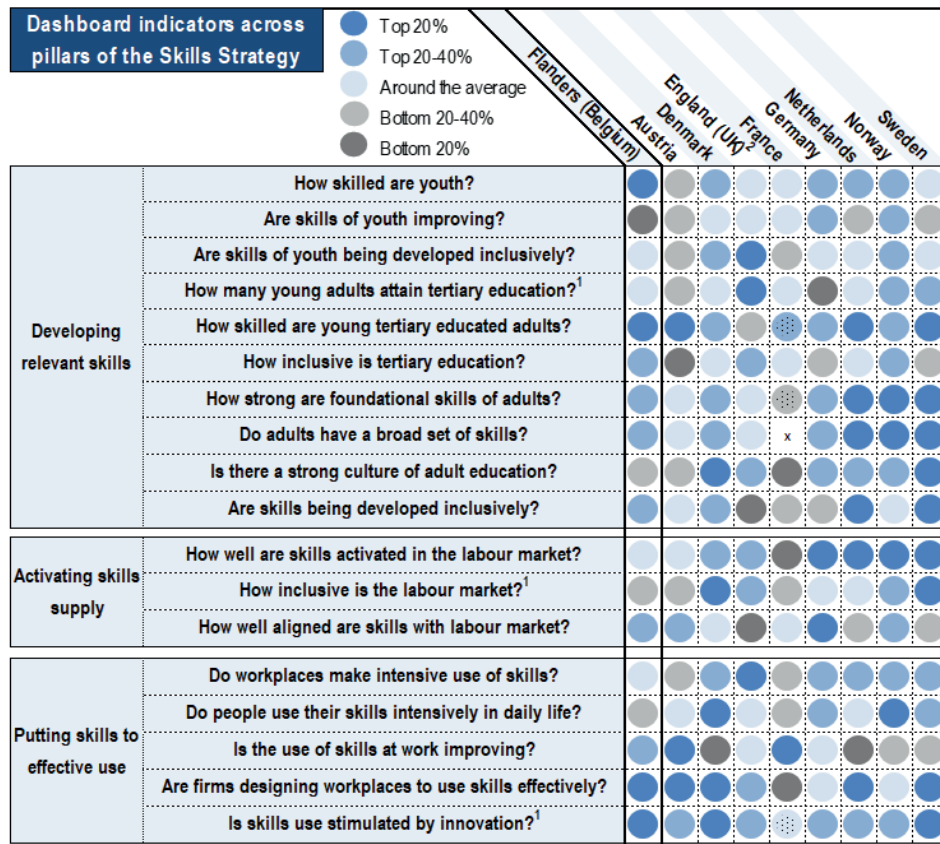 Dashboard indicators across
pillars of the Skills Strategy
Top 20%
Top 20-40%
Around the average
Bottom 20-40%
Bottom 20%
Flanders (Belgium)
Austria
Denmark
England (UK)²
France
Germany
Netherlands
Norway
Sweden
Developing
relevant skills
How skilled are youth?
Are skills of youth improving?
Are skills of youth being developed inclusively?
How many young adults attain tertiary education?¹
How skilled are young tertiary educated adults?
How inclusive is tertiary education?
How strong are foundational skills of adults?
Do adults have a broad set of skills?
x
Is there a strong culture of adult education?
Are skills being developed inclusively?
Activating skills
supply
How well are skills activated in the labour market?
How inclusive is the labour market?¹
How well aligned are skills with labour market?
Putting skills to
effective use
Do workplaces make intensive use of skills?
Do people use their skills intensively in daily life?
Is the use of skills at work improving?
Are firms designing workplaces to use skills effectively?
Is skills use stimulated by innovation?¹